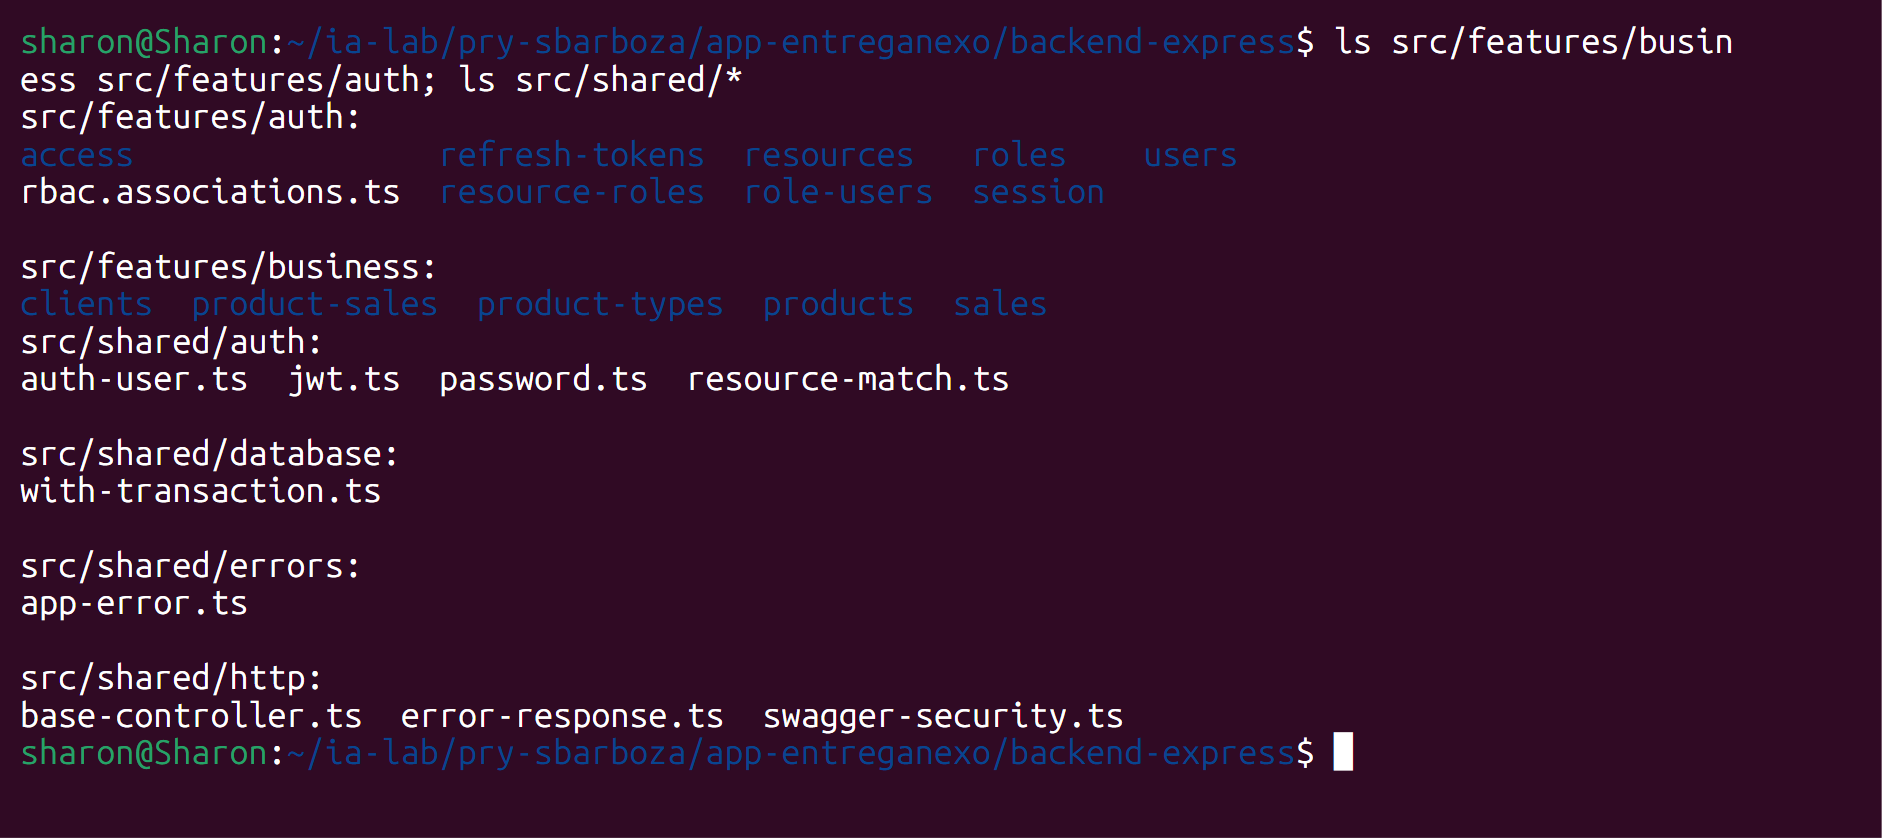 sharon@Sharon:~/ia-lab/pry-sbarboza/app-entreganexo/backend-express$ ls src/features/busin
ess src/features/auth; ls src/shared/*
src/features/auth:
access                refresh-tokens  resources   roles    users
rbac.associations.ts  resource-roles  role-users  session

src/features/business:
clients  product-sales  product-types  products  sales
src/shared/auth:
auth-user.ts  jwt.ts  password.ts  resource-match.ts

src/shared/database:
with-transaction.ts

src/shared/errors:
app-error.ts

src/shared/http:
base-controller.ts  error-response.ts  swagger-security.ts
sharon@Sharon:~/ia-lab/pry-sbarboza/app-entreganexo/backend-express$